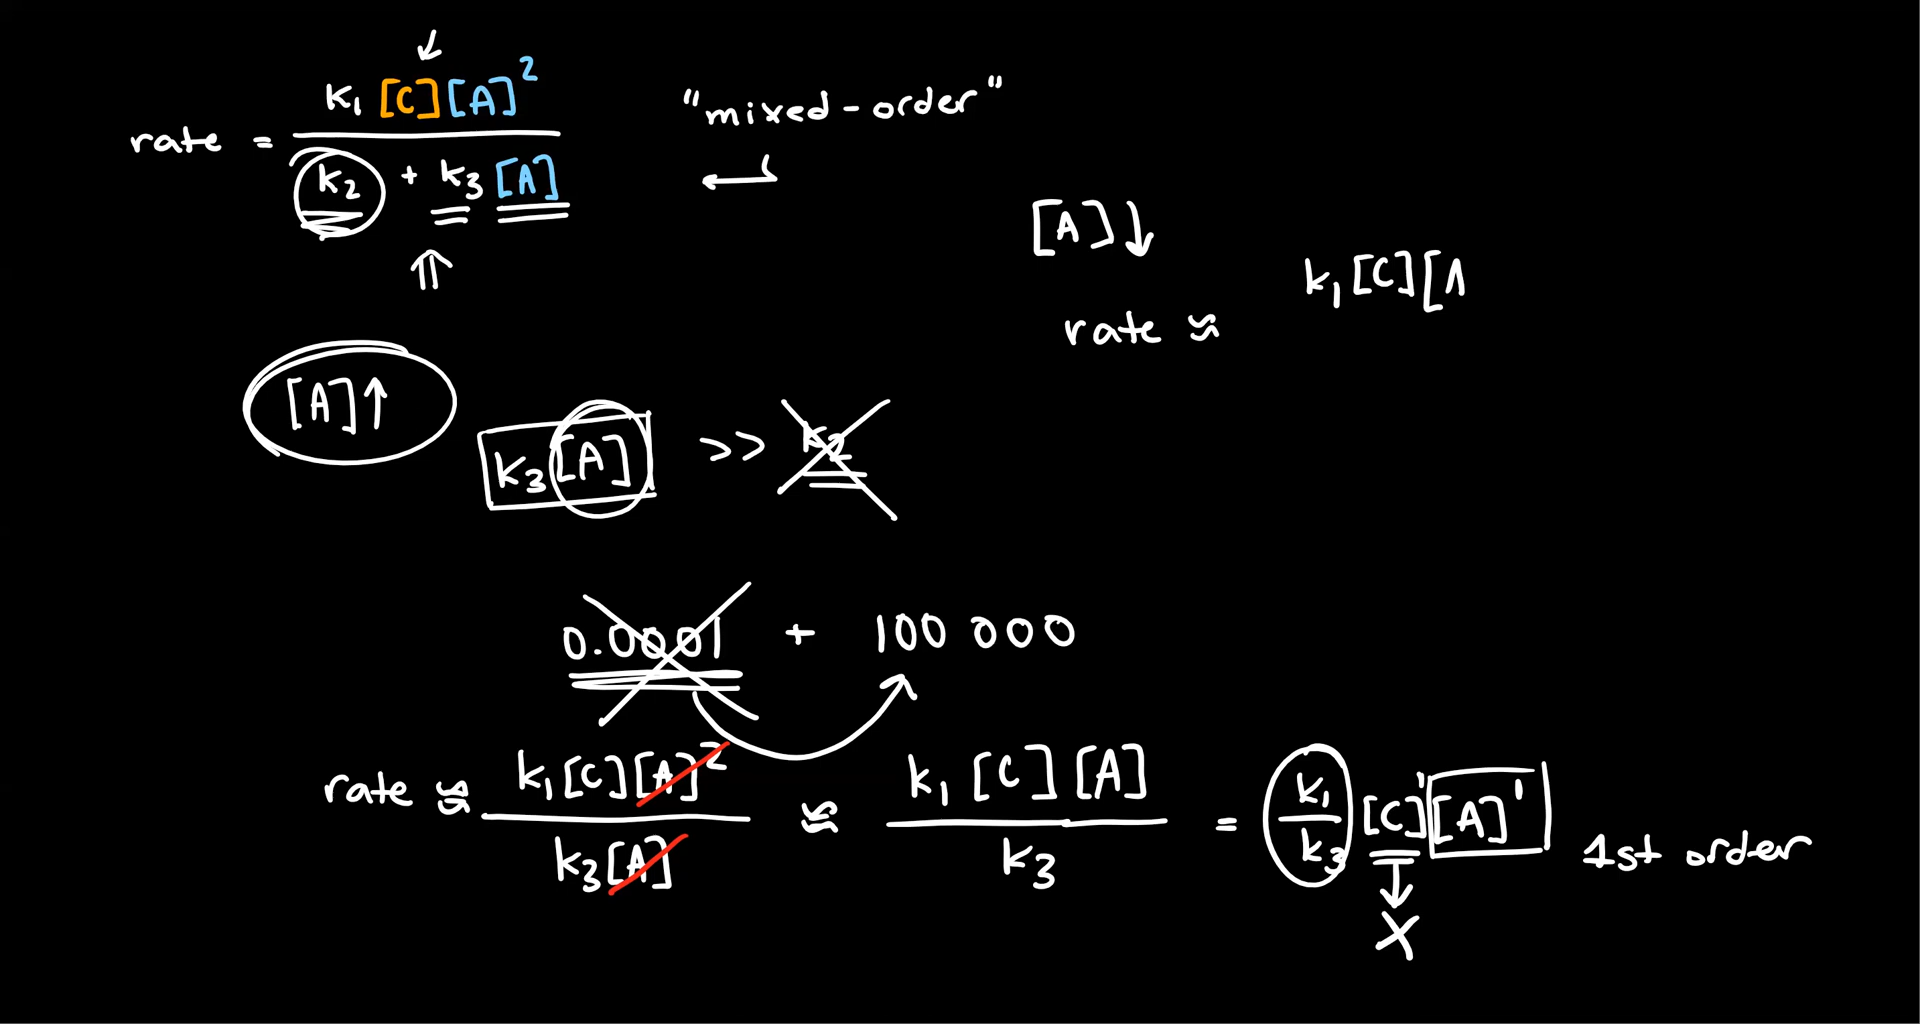 rate = k₁[C][A]² / (k₂ + k₃[A])
"mixed-order"
[A]↓
rate ≈ k₁[C][A
[A]↑
k₃[A] >> k₂
0.0001 + 100 000
rate ≈ k₁[C][A]² / k₃[A] ≈ k₁[C][A] / k₃ = k₁/k₃ [C]¹[A]¹ 1st order
X